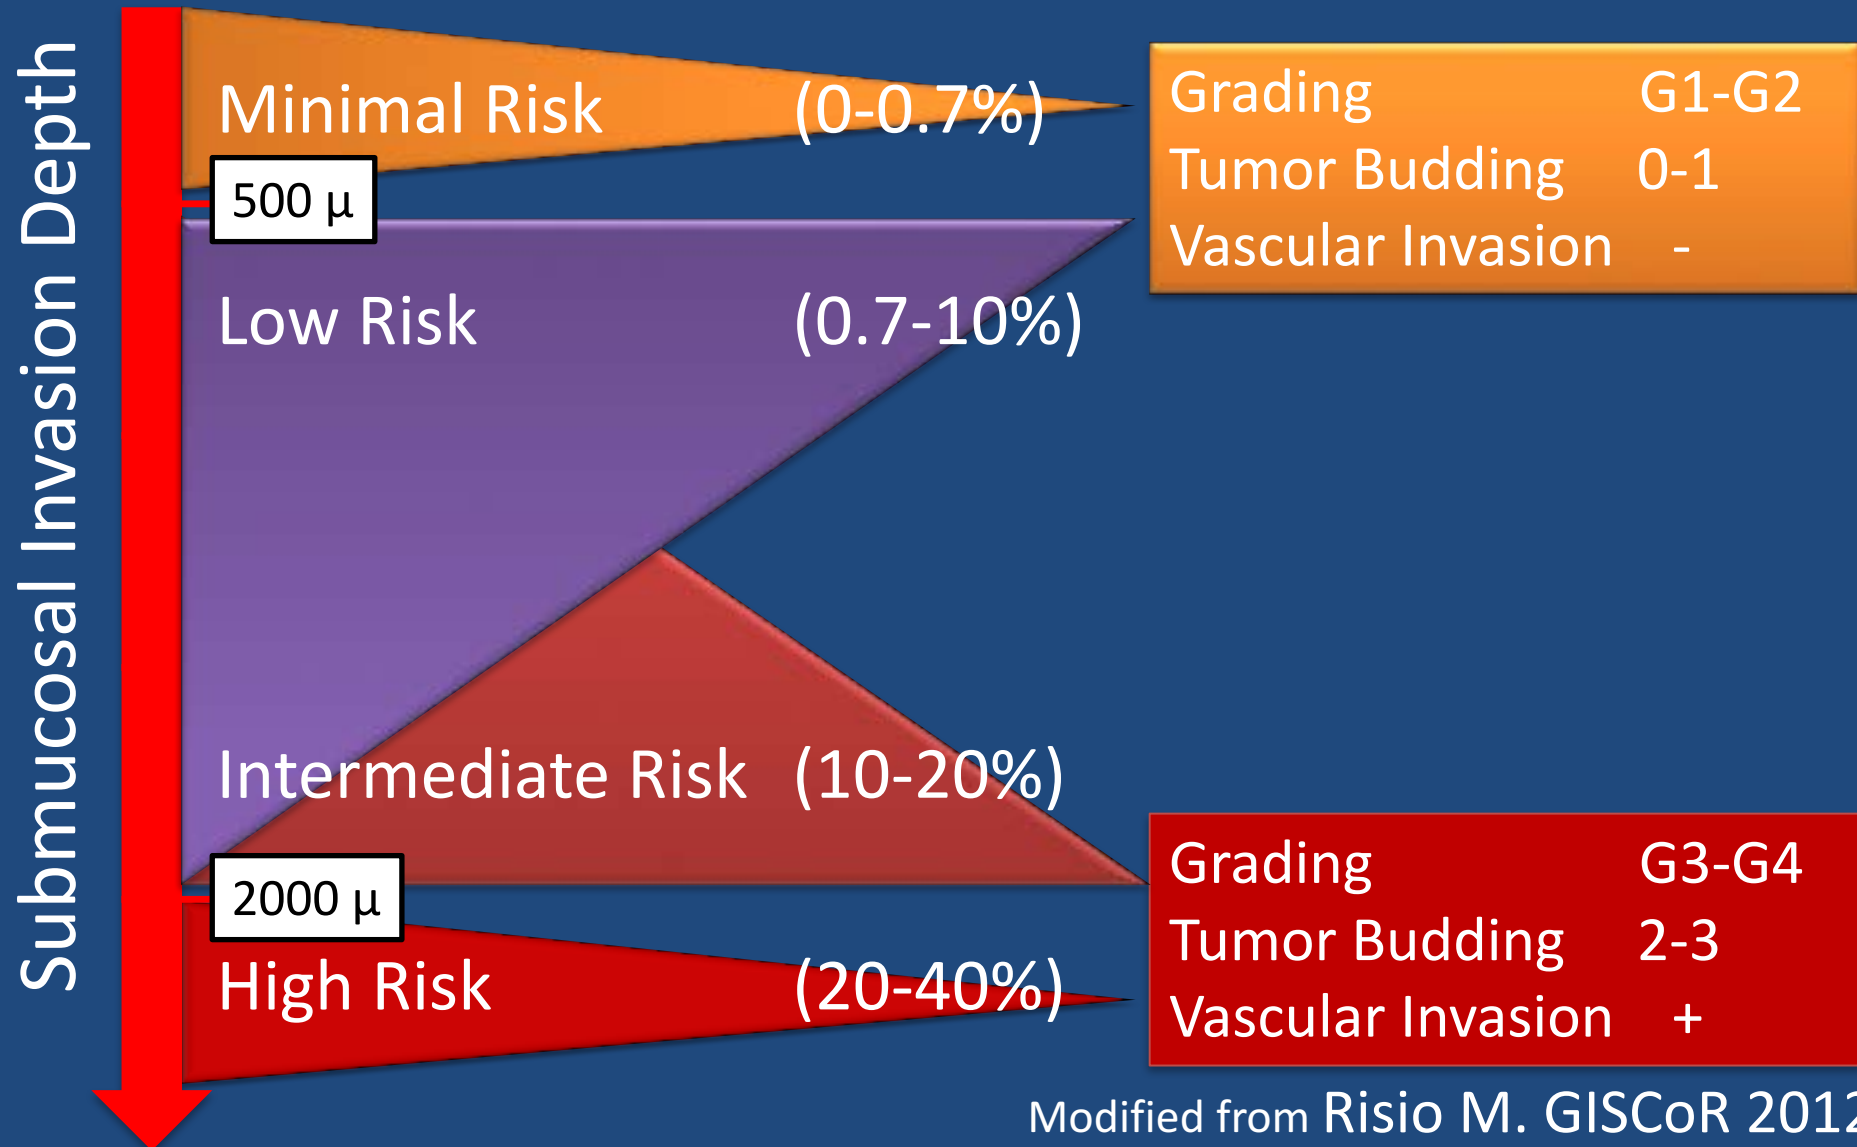 Submucosal Invasion Depth
Minimal Risk (0-0.7%)
500 µ
Low Risk (0.7-10%)
Intermediate Risk (10-20%)
2000 µ
High Risk (20-40%)
Grading G1-G2
Tumor Budding 0-1
Vascular Invasion -
Grading G3-G4
Tumor Budding 2-3
Vascular Invasion +
Modified from Risio M. GISCoR 2012